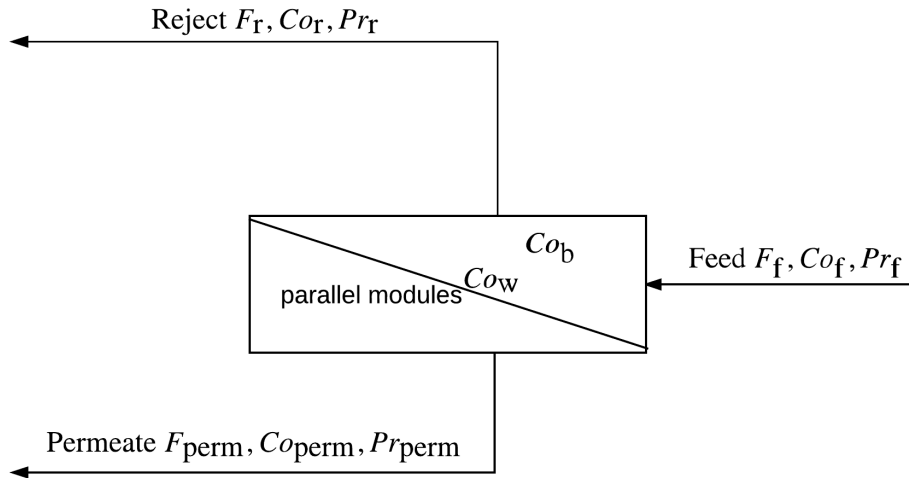 Reject Fr, Cor, Prr
Cob
Feed Ff, Cof, Prf
Cow
parallel modules
Permeate Fperm, Coperm, Prperm